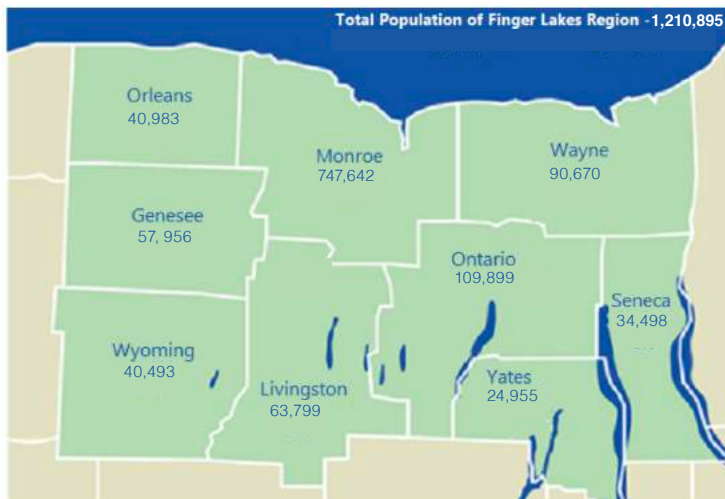 Total Population of Finger Lakes Region -1,210,895
Orleans
40,983
Monroe
747,642
Wayne
90,670
Genesee
57, 956
Ontario
109,899
Seneca
34,498
Wyoming
40,493
Livingston
63,799
Yates
24,955